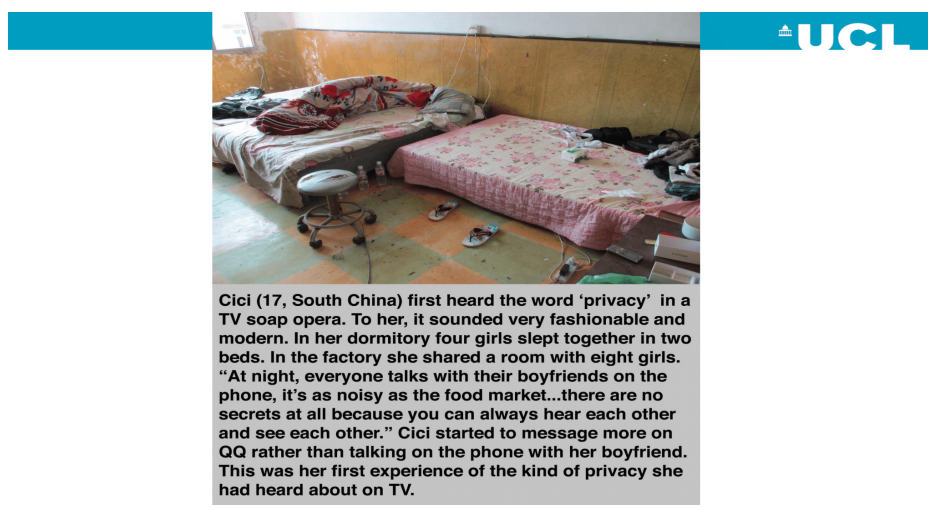 UCL
Cici (17, South China) first heard the word ‘privacy’ in a
TV soap opera. To her, it sounded very fashionable and
modern. In her dormitory four girls slept together in two
beds. In the factory she shared a room with eight girls.
“At night, everyone talks with their boyfriends on the
phone, it’s as noisy as the food market...there are no
secrets at all because you can always hear each other
and see each other.” Cici started to message more on
QQ rather than talking on the phone with her boyfriend.
This was her first experience of the kind of privacy she
had heard about on TV.